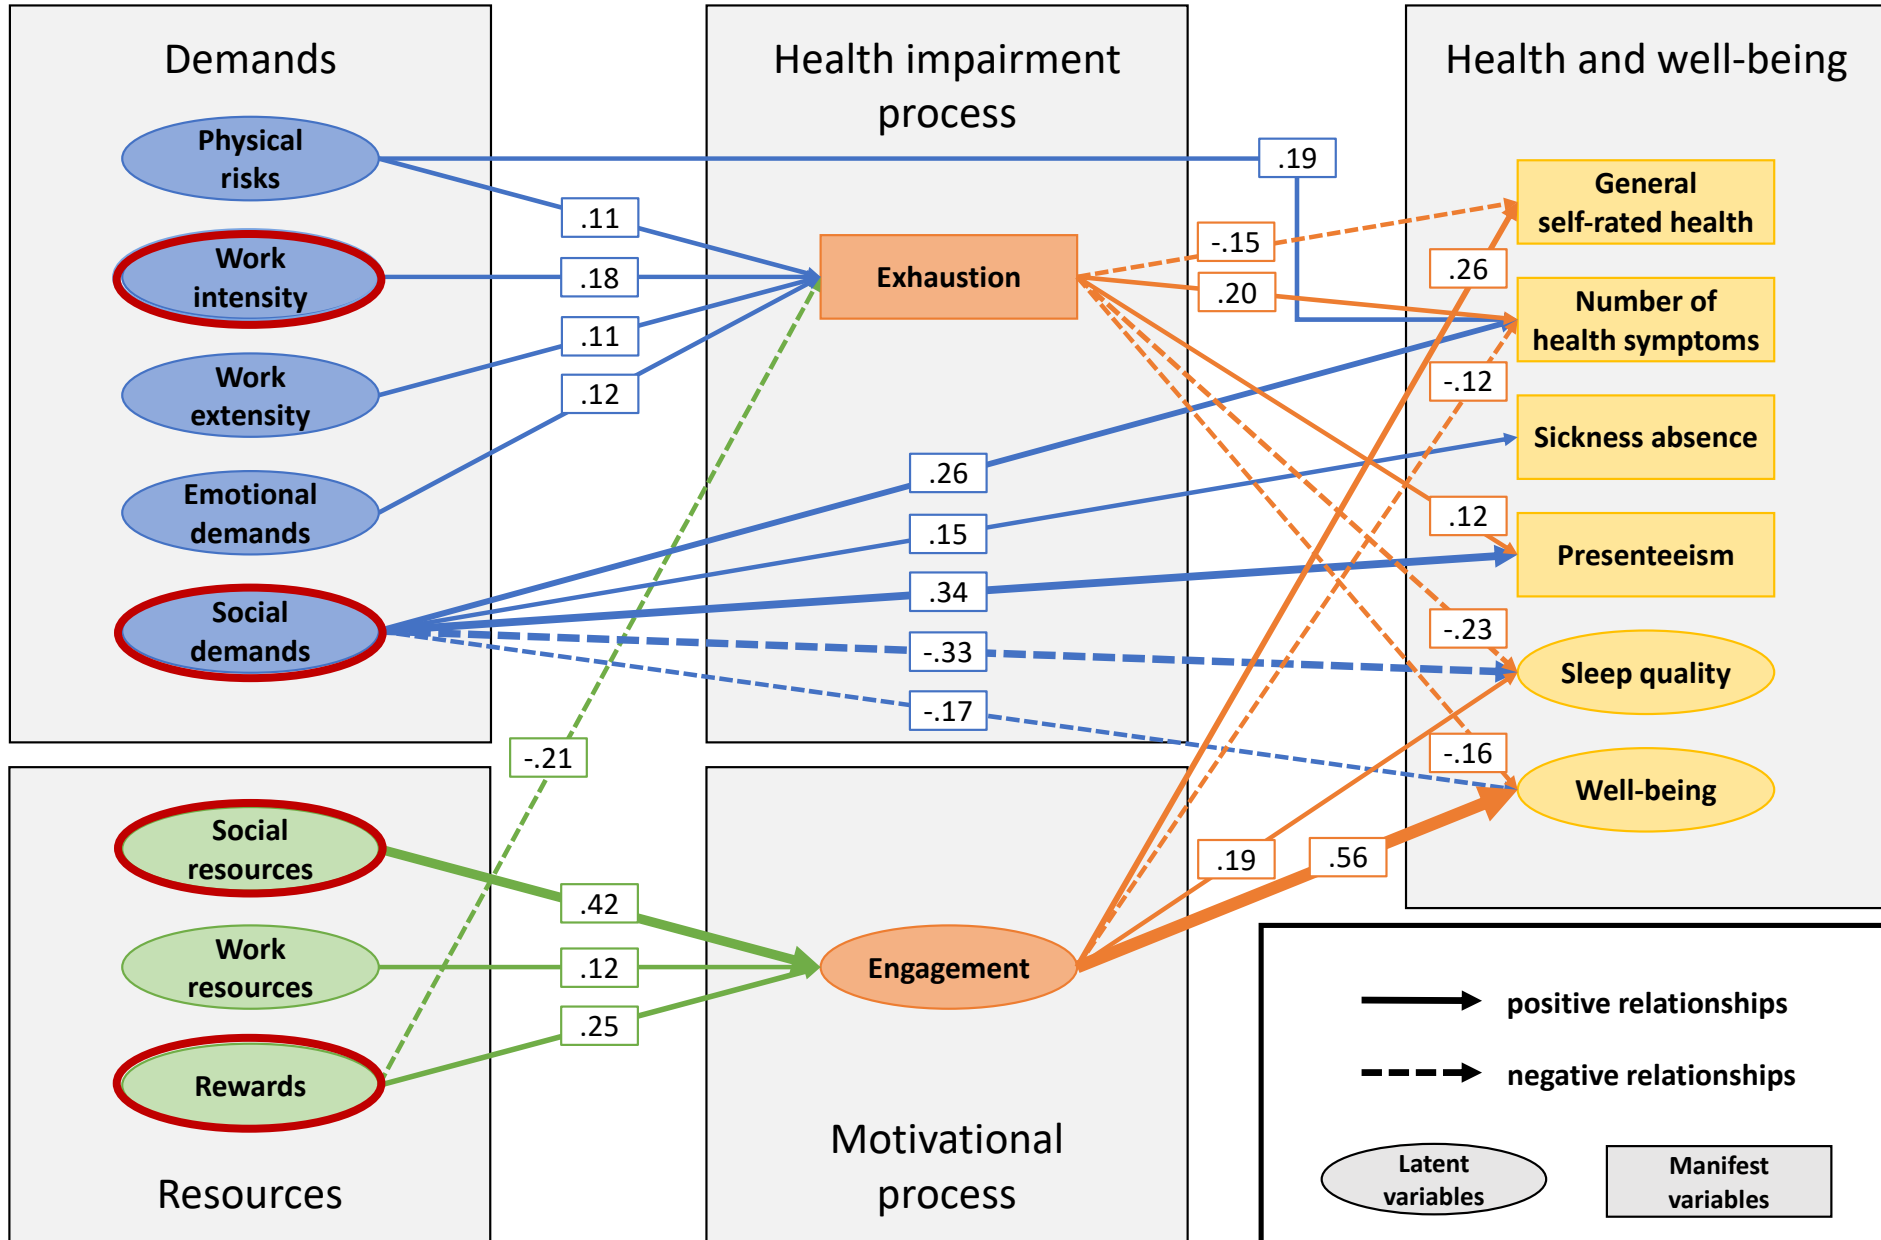 Demands
Physical
risks
Work
intensity
Work
extensity
Emotional
demands
Social
demands
Social
resources
Work
resources
Rewards
Resources
.11
.18
.11
.12
-.21
.42
.12
.25
Health impairment
process
Exhaustion
.26
.15
.34
-.33
-.17
Engagement
Motivational
process
.19
-.15
.20
.26
-.12
.12
-.23
-.16
.19
.56
Health and well-being
General
self-rated health
Number of
health symptoms
Sickness absence
Presenteeism
Sleep quality
Well-being
positive relationships
negative relationships
Latent
variables
Manifest
variables